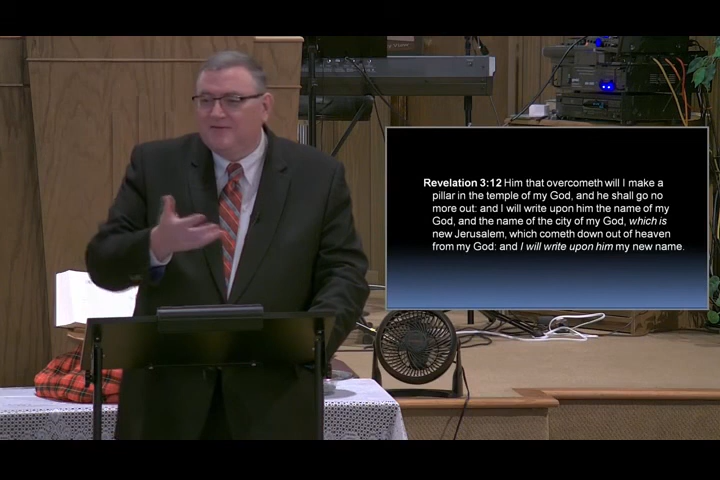 Revelation 3:12 Him that overcometh will I make a
pillar in the temple of my God, and he shall go no
more out: and I will write upon him the name of my
God, and the name of the city of my God, which is
new Jerusalem, which cometh down out of heaven
from my God: and I will write upon him my new name.